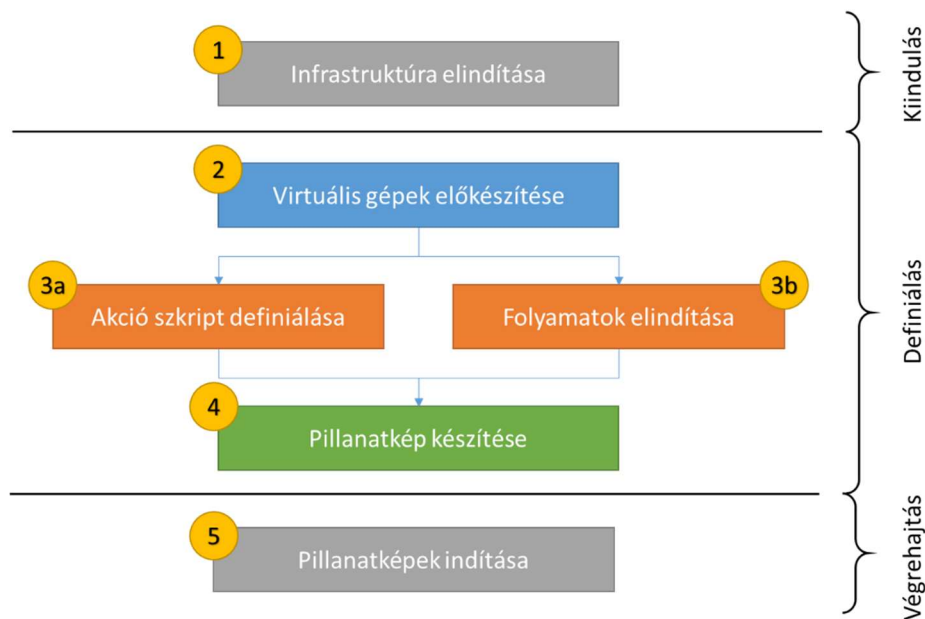 1
Infrastruktúra elindítása
Kiindulás
2
Virtuális gépek előkészítése
3a
Akció szkript definiálása
3b
Folyamatok elindítása
Definiálás
4
Pillanatkép készítése
5
Pillanatképek indítása
Végrehajtás